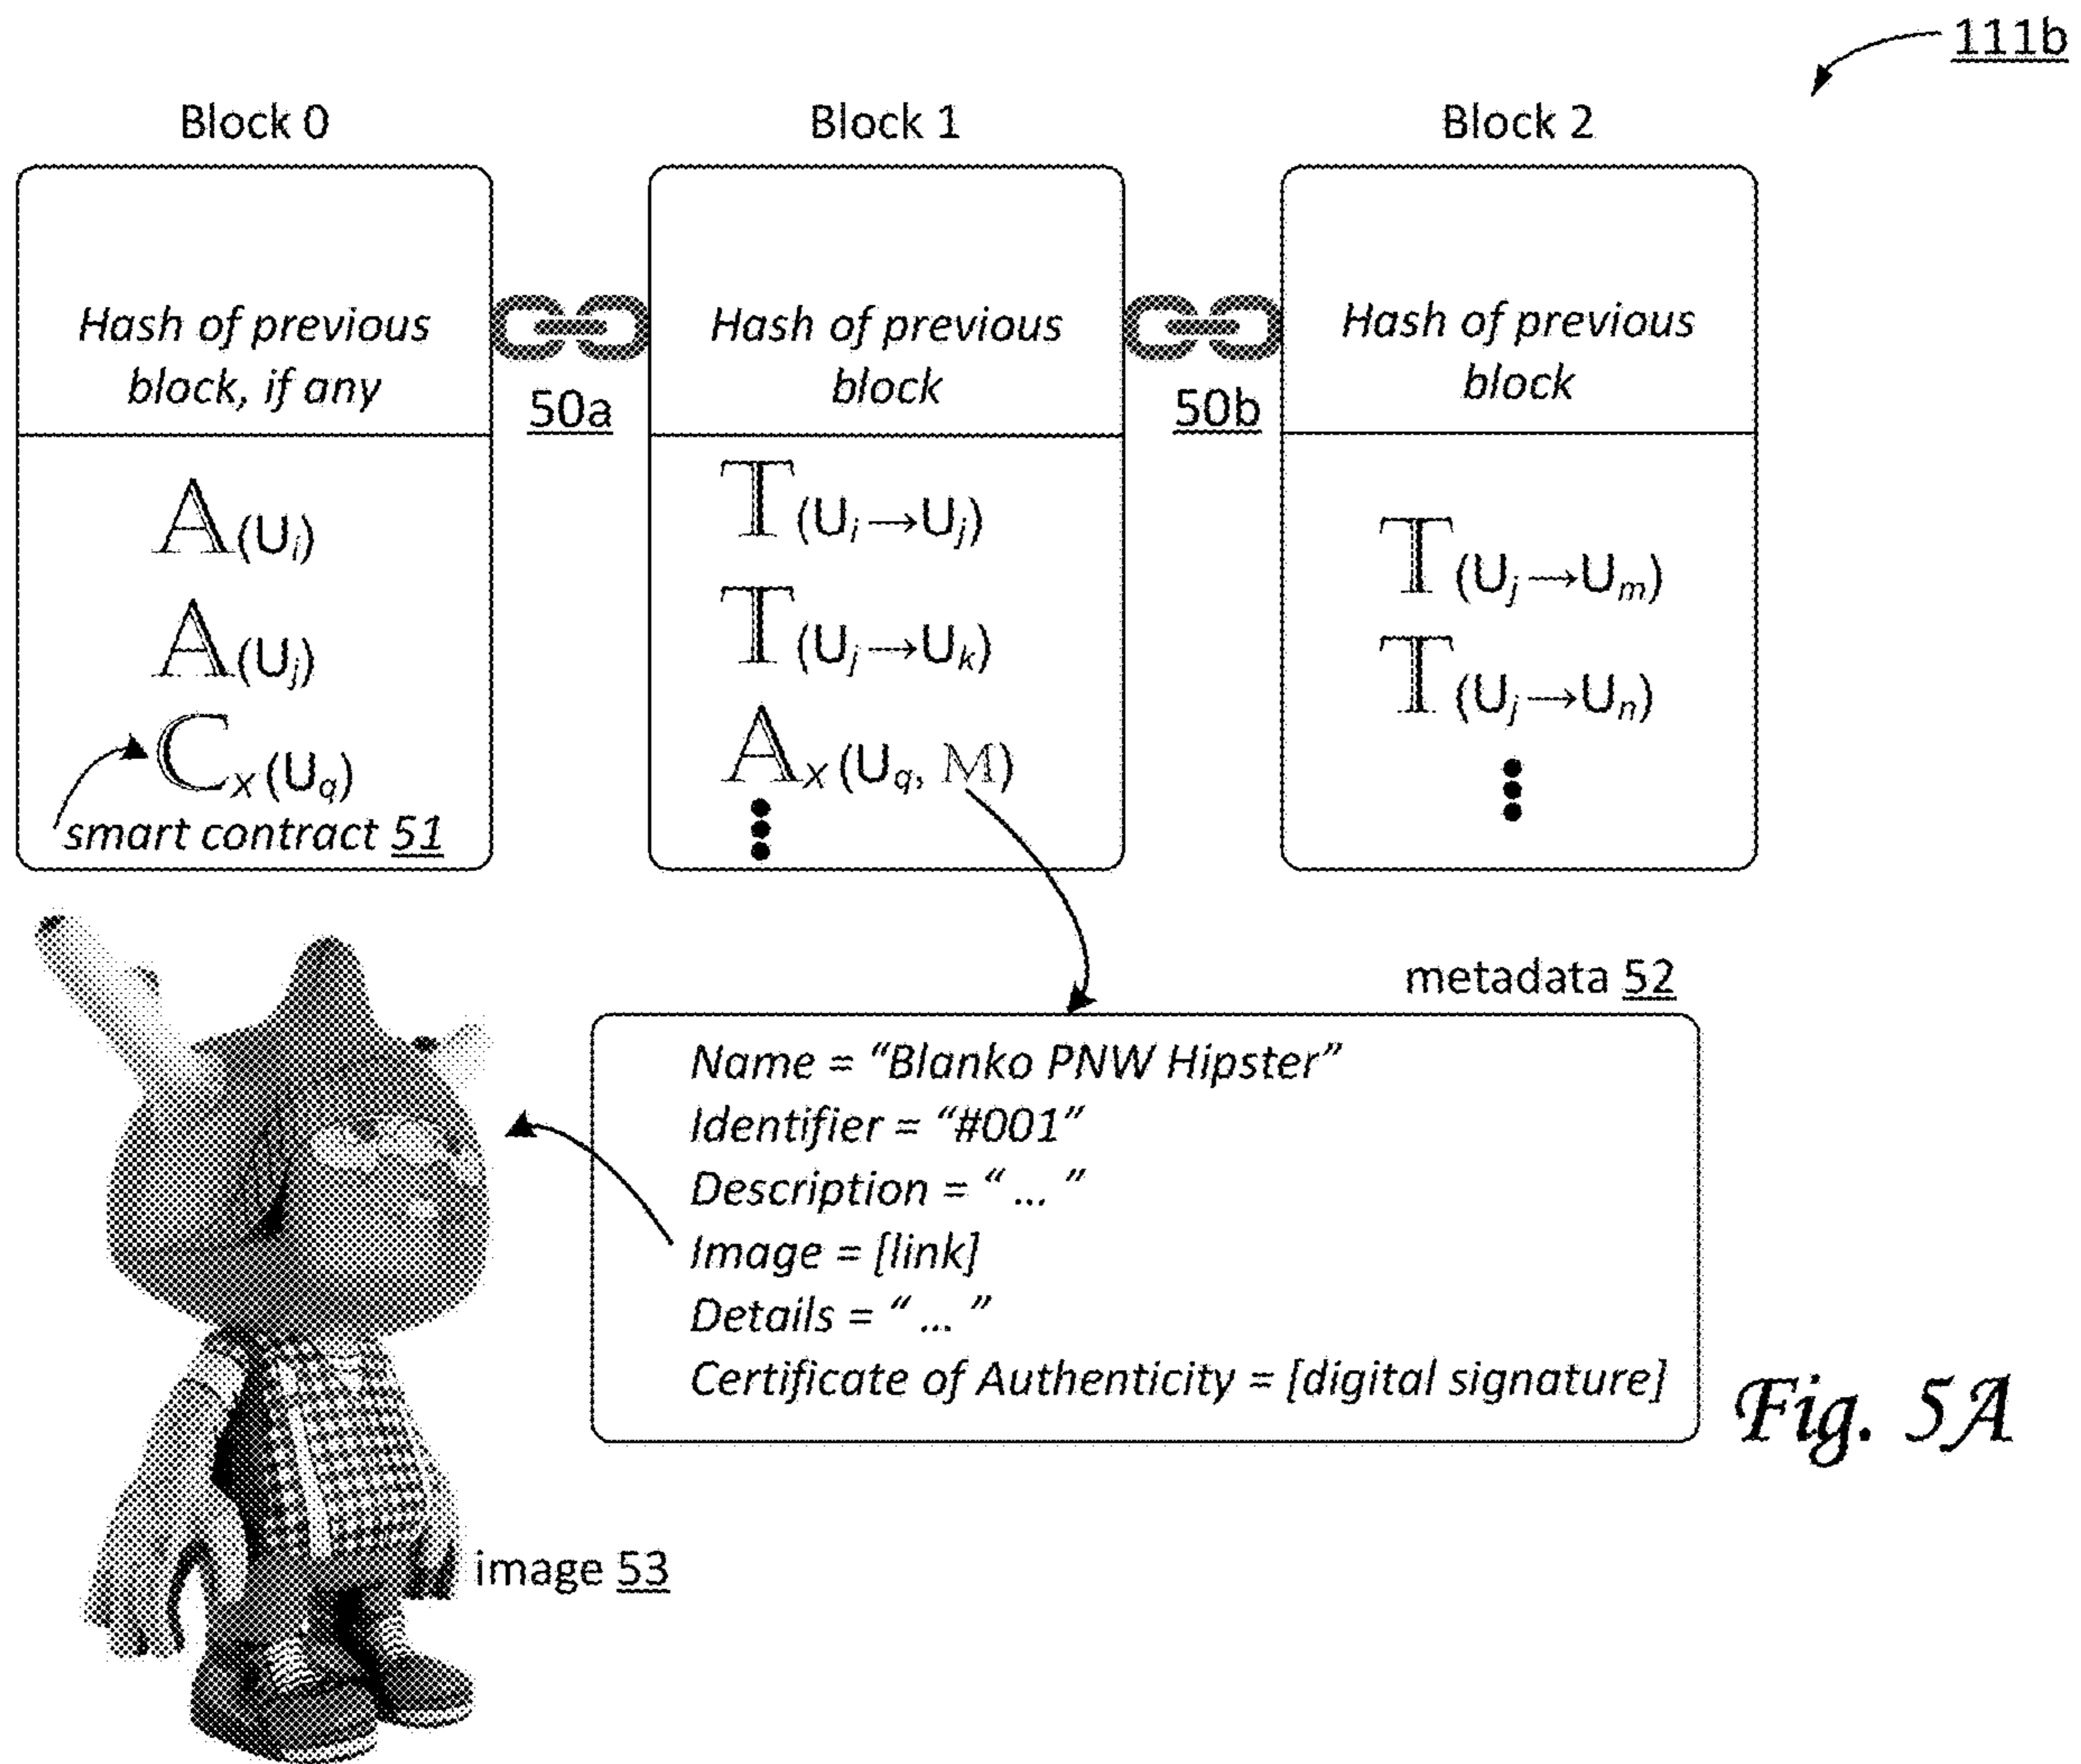 111b
Block 0
Block 1
Block 2
Hash of previous
block, if any
50a
Hash of previous
block
50b
Hash of previous
block
A(Ui)
A(Uj)
Cx(Uq)
smart contract 51
T(Ui→Uj)
T(Uj→Uk)
Ax(Uq, M)
T(Uj→Um)
T(Uj→Un)
metadata 52
Name = “Blanko PNW Hipster”
Identifier = “#001”
Description = “ ... ”
Image = [link]
Details = “ ... ”
Certificate of Authenticity = [digital signature]
image 53
Fig. 5A